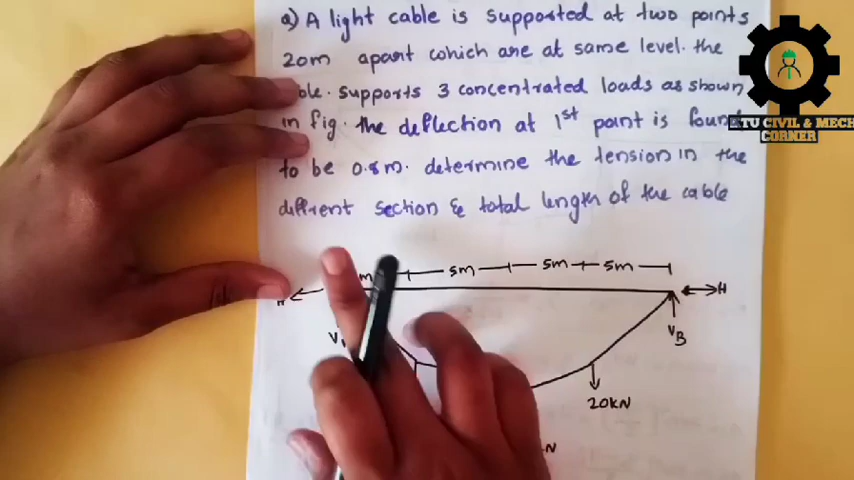 a) A light cable is supported at two points
20m apart which are at same level. the
supports 3 concentrated loads as shown
in fig. the deflection at 1st point is found
to be 0.8m. determine the tension in the
diffrent section & total length of the cable
5m 5m 5m
H
VB
20KN
KTU CIVIL & MECH
CORNER